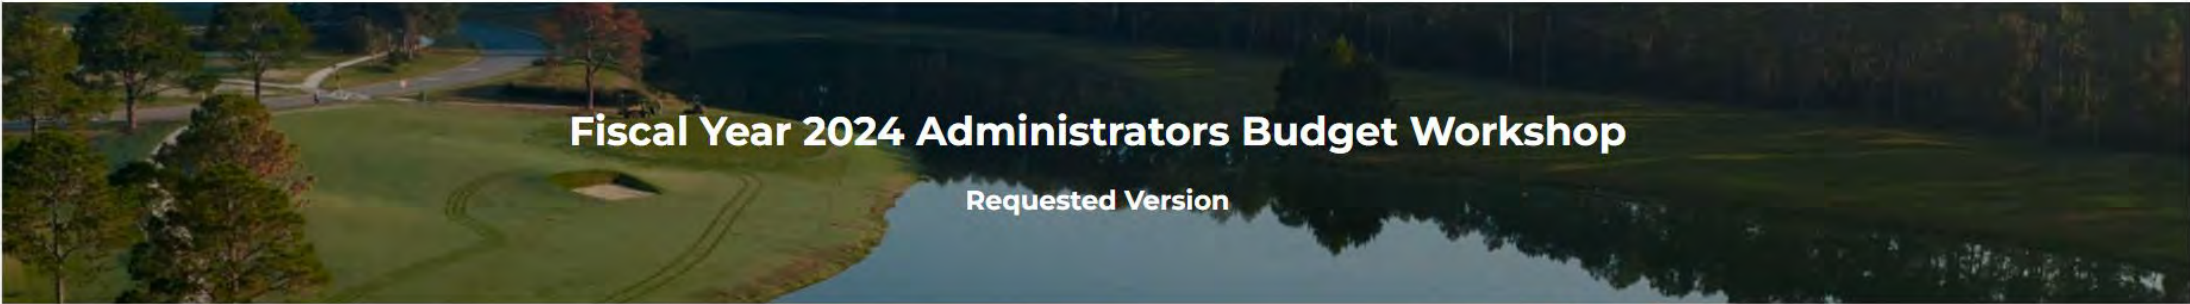 Fiscal Year 2024 Administrators Budget Workshop
Requested Version